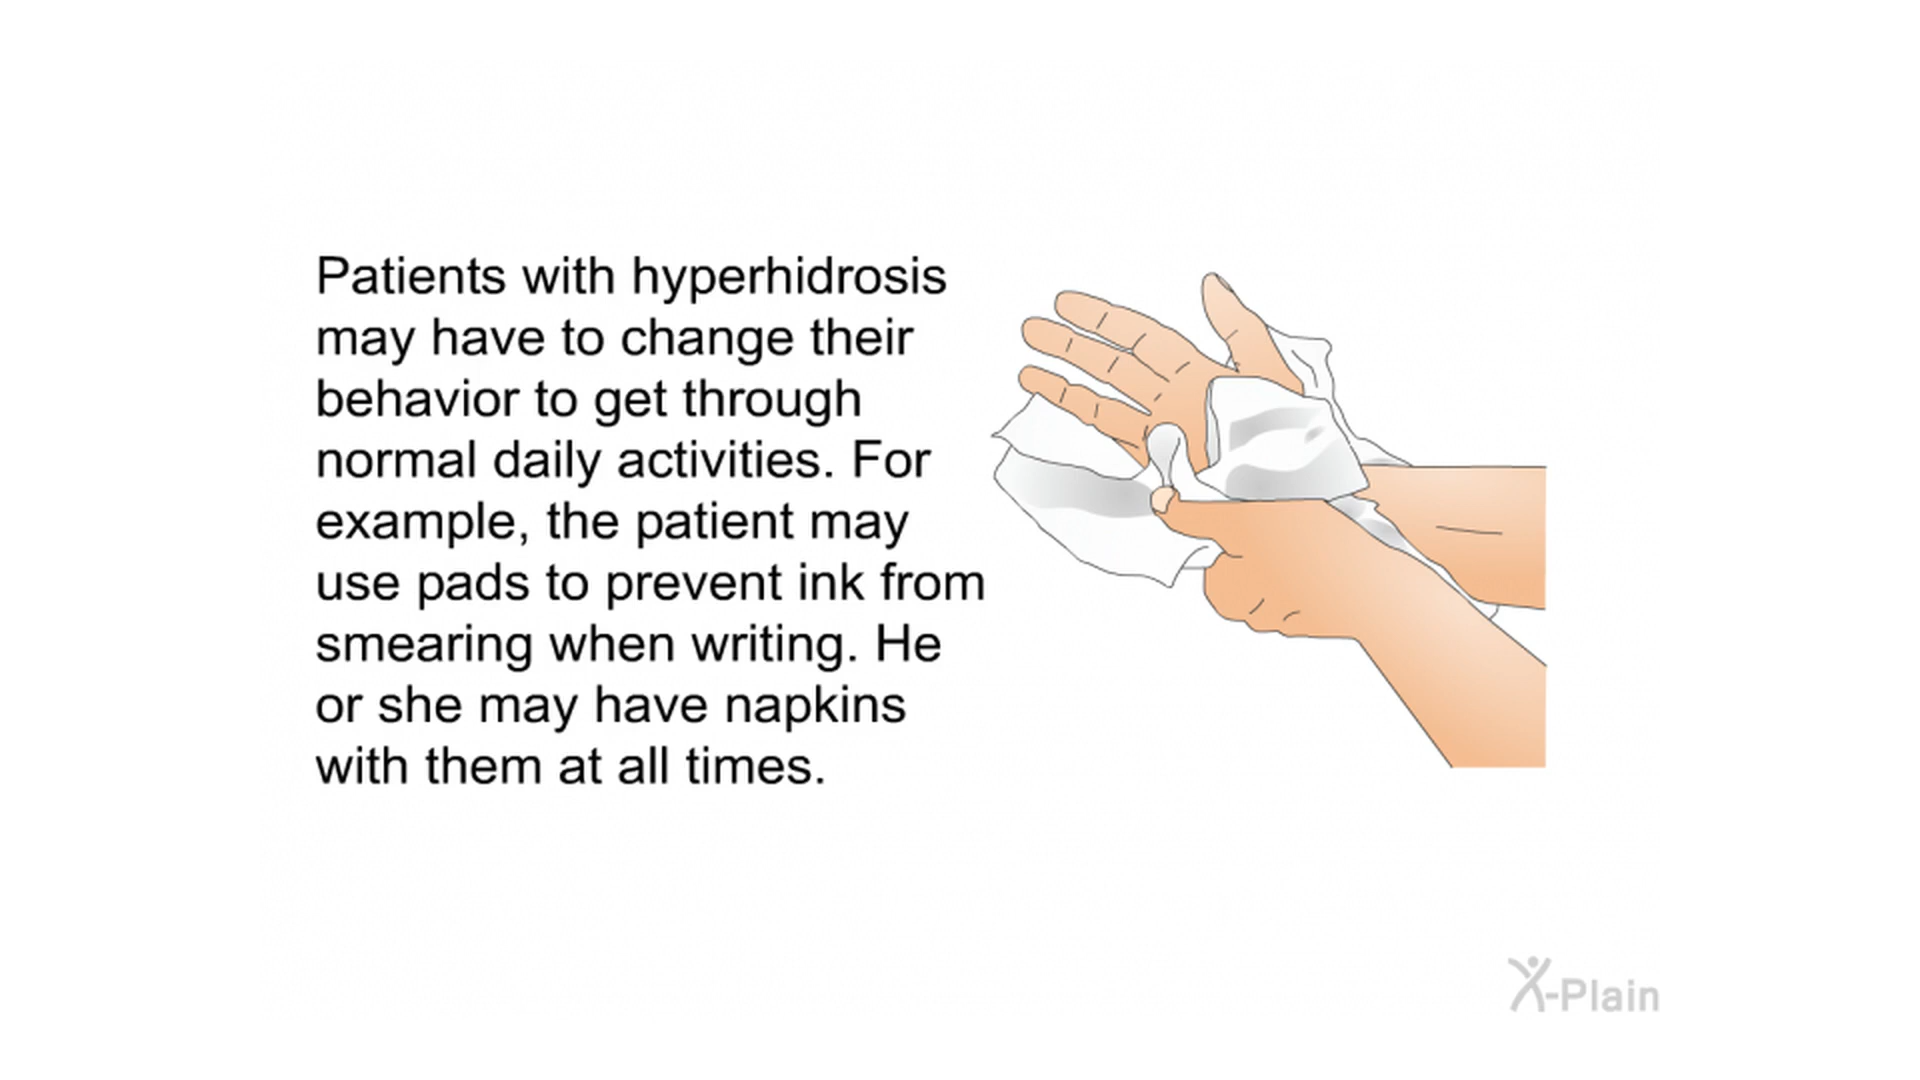 Patients with hyperhidrosis
may have to change their
behavior to get through
normal daily activities. For
example, the patient may
use pads to prevent ink from
smearing when writing. He
or she may have napkins
with them at all times.
X-Plain